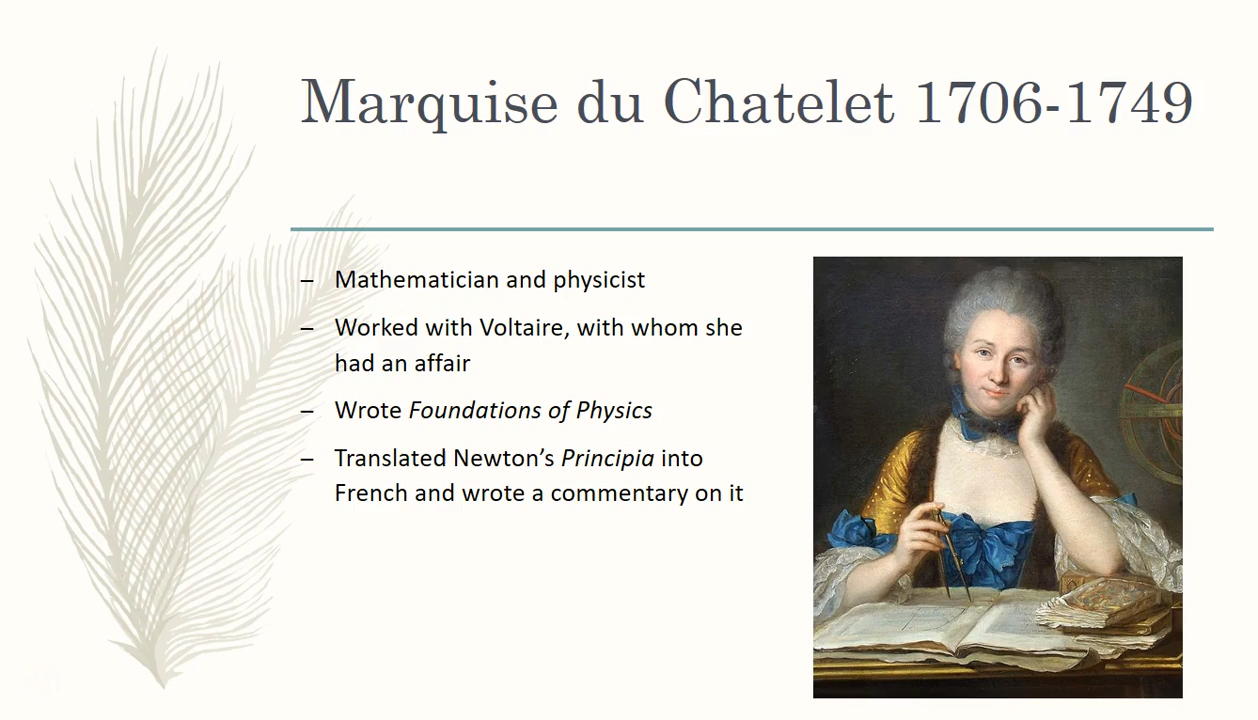 Marquise du Chatelet 1706-1749
– Mathematician and physicist
– Worked with Voltaire, with whom she
had an affair
– Wrote Foundations of Physics
– Translated Newton’s Principia into
French and wrote a commentary on it